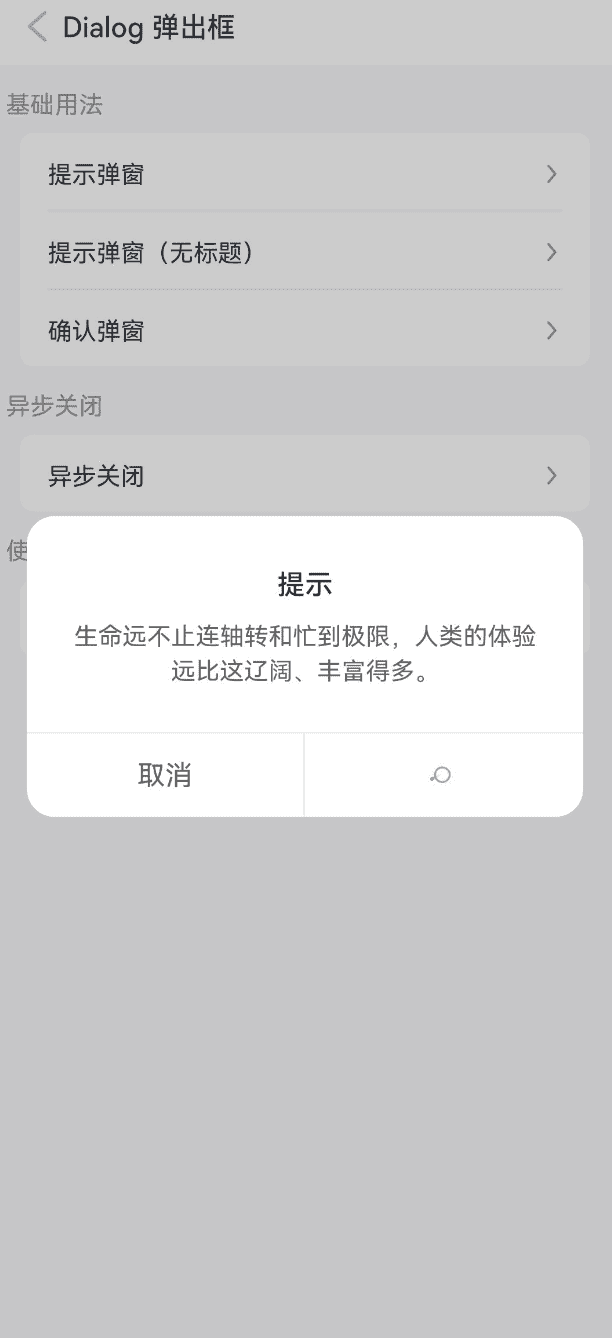 Dialog 弹出框
基础用法
提示弹窗
提示弹窗（无标题）
确认弹窗
异步关闭
异步关闭
使
提示
生命远不止连轴转和忙到极限，人类的体验
远比这辽阔、丰富得多。
取消